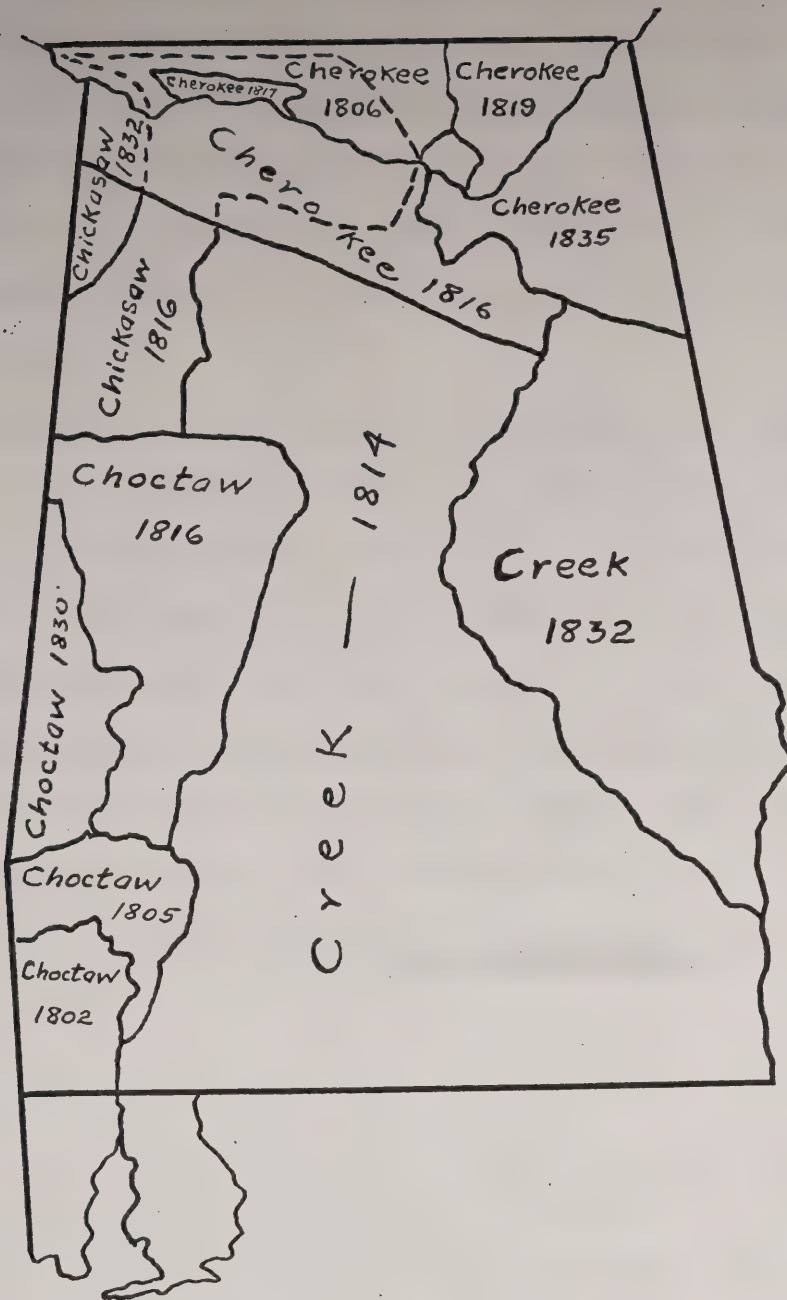 Cherokee
1806
Cherokee
1819
Cherokee 1817
Chickasaw
1832
Cherokee 1816
Cherokee
1835
Chickasaw
1816
Choctaw
1816
Creek — 1814
Creek
1832
Choctaw 1830
Choctaw
1805
Choctaw
1802